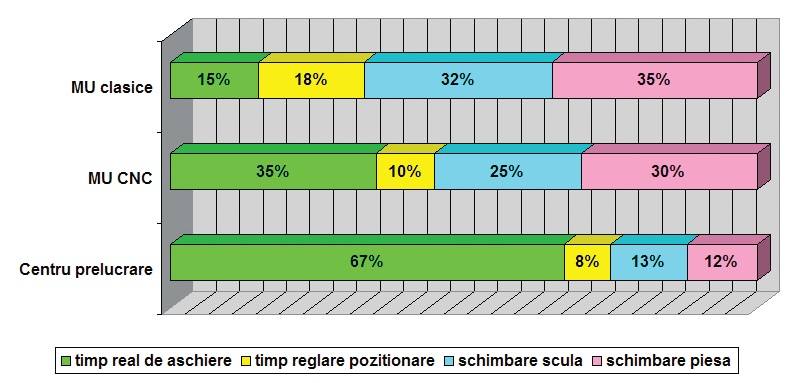 MU clasice 15% 18% 32% 35%
MU CNC 35% 10% 25% 30%
Centru prelucrare 67% 8% 13% 12%
timp real de aschiere timp reglare pozitionare schimbare scula schimbare piesa